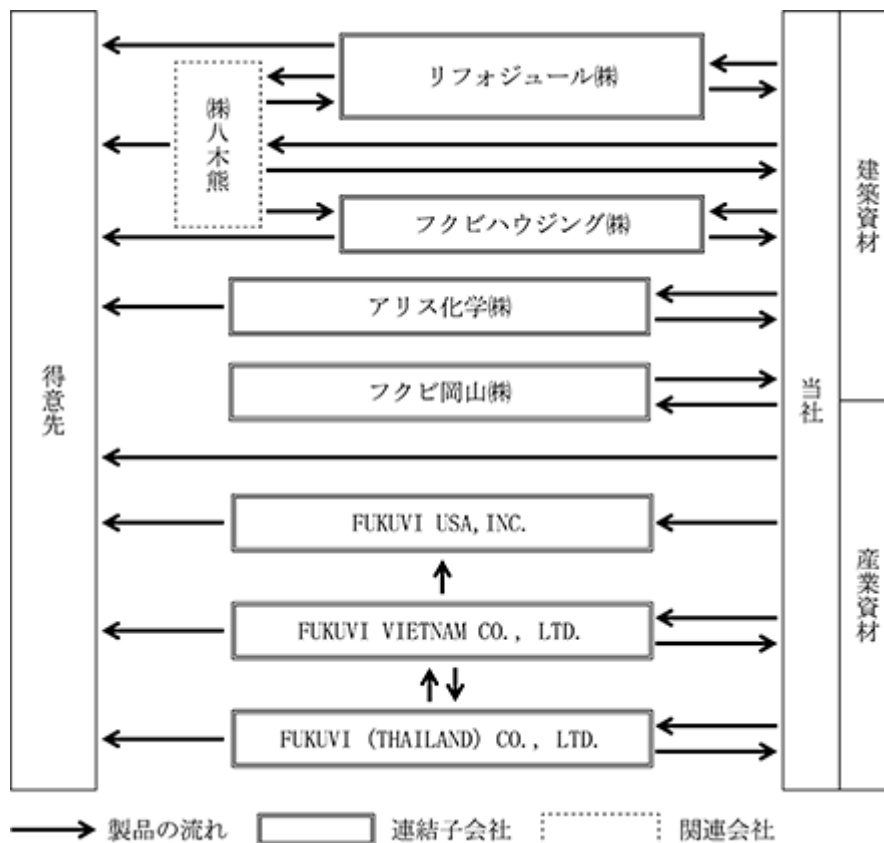 リフォジュール㈱
㈱八木熊
フクビハウジング㈱
アリス化学㈱
フクビ岡山㈱
FUKUVI USA,INC.
FUKUVI VIETNAM CO., LTD.
FUKUVI (THAILAND) CO., LTD.
得意先
当社
建築資材
産業資材
製品の流れ
連結子会社
関連会社